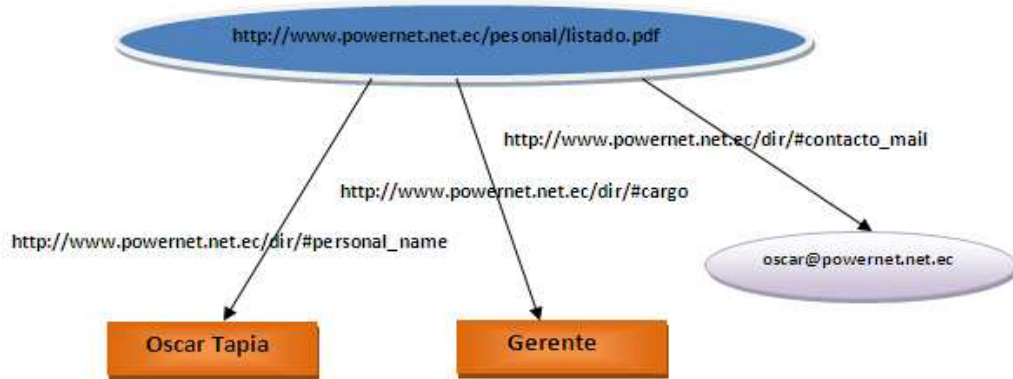 http://www.powernet.net.ec/pesonal/listado.pdf
http://www.powernet.net.ec/dir/#contacto_mail
http://www.powernet.net.ec/dir/#cargo
http://www.powernet.net.ec/dir/#personal_name
oscar@powernet.net.ec
Oscar Tapia
Gerente